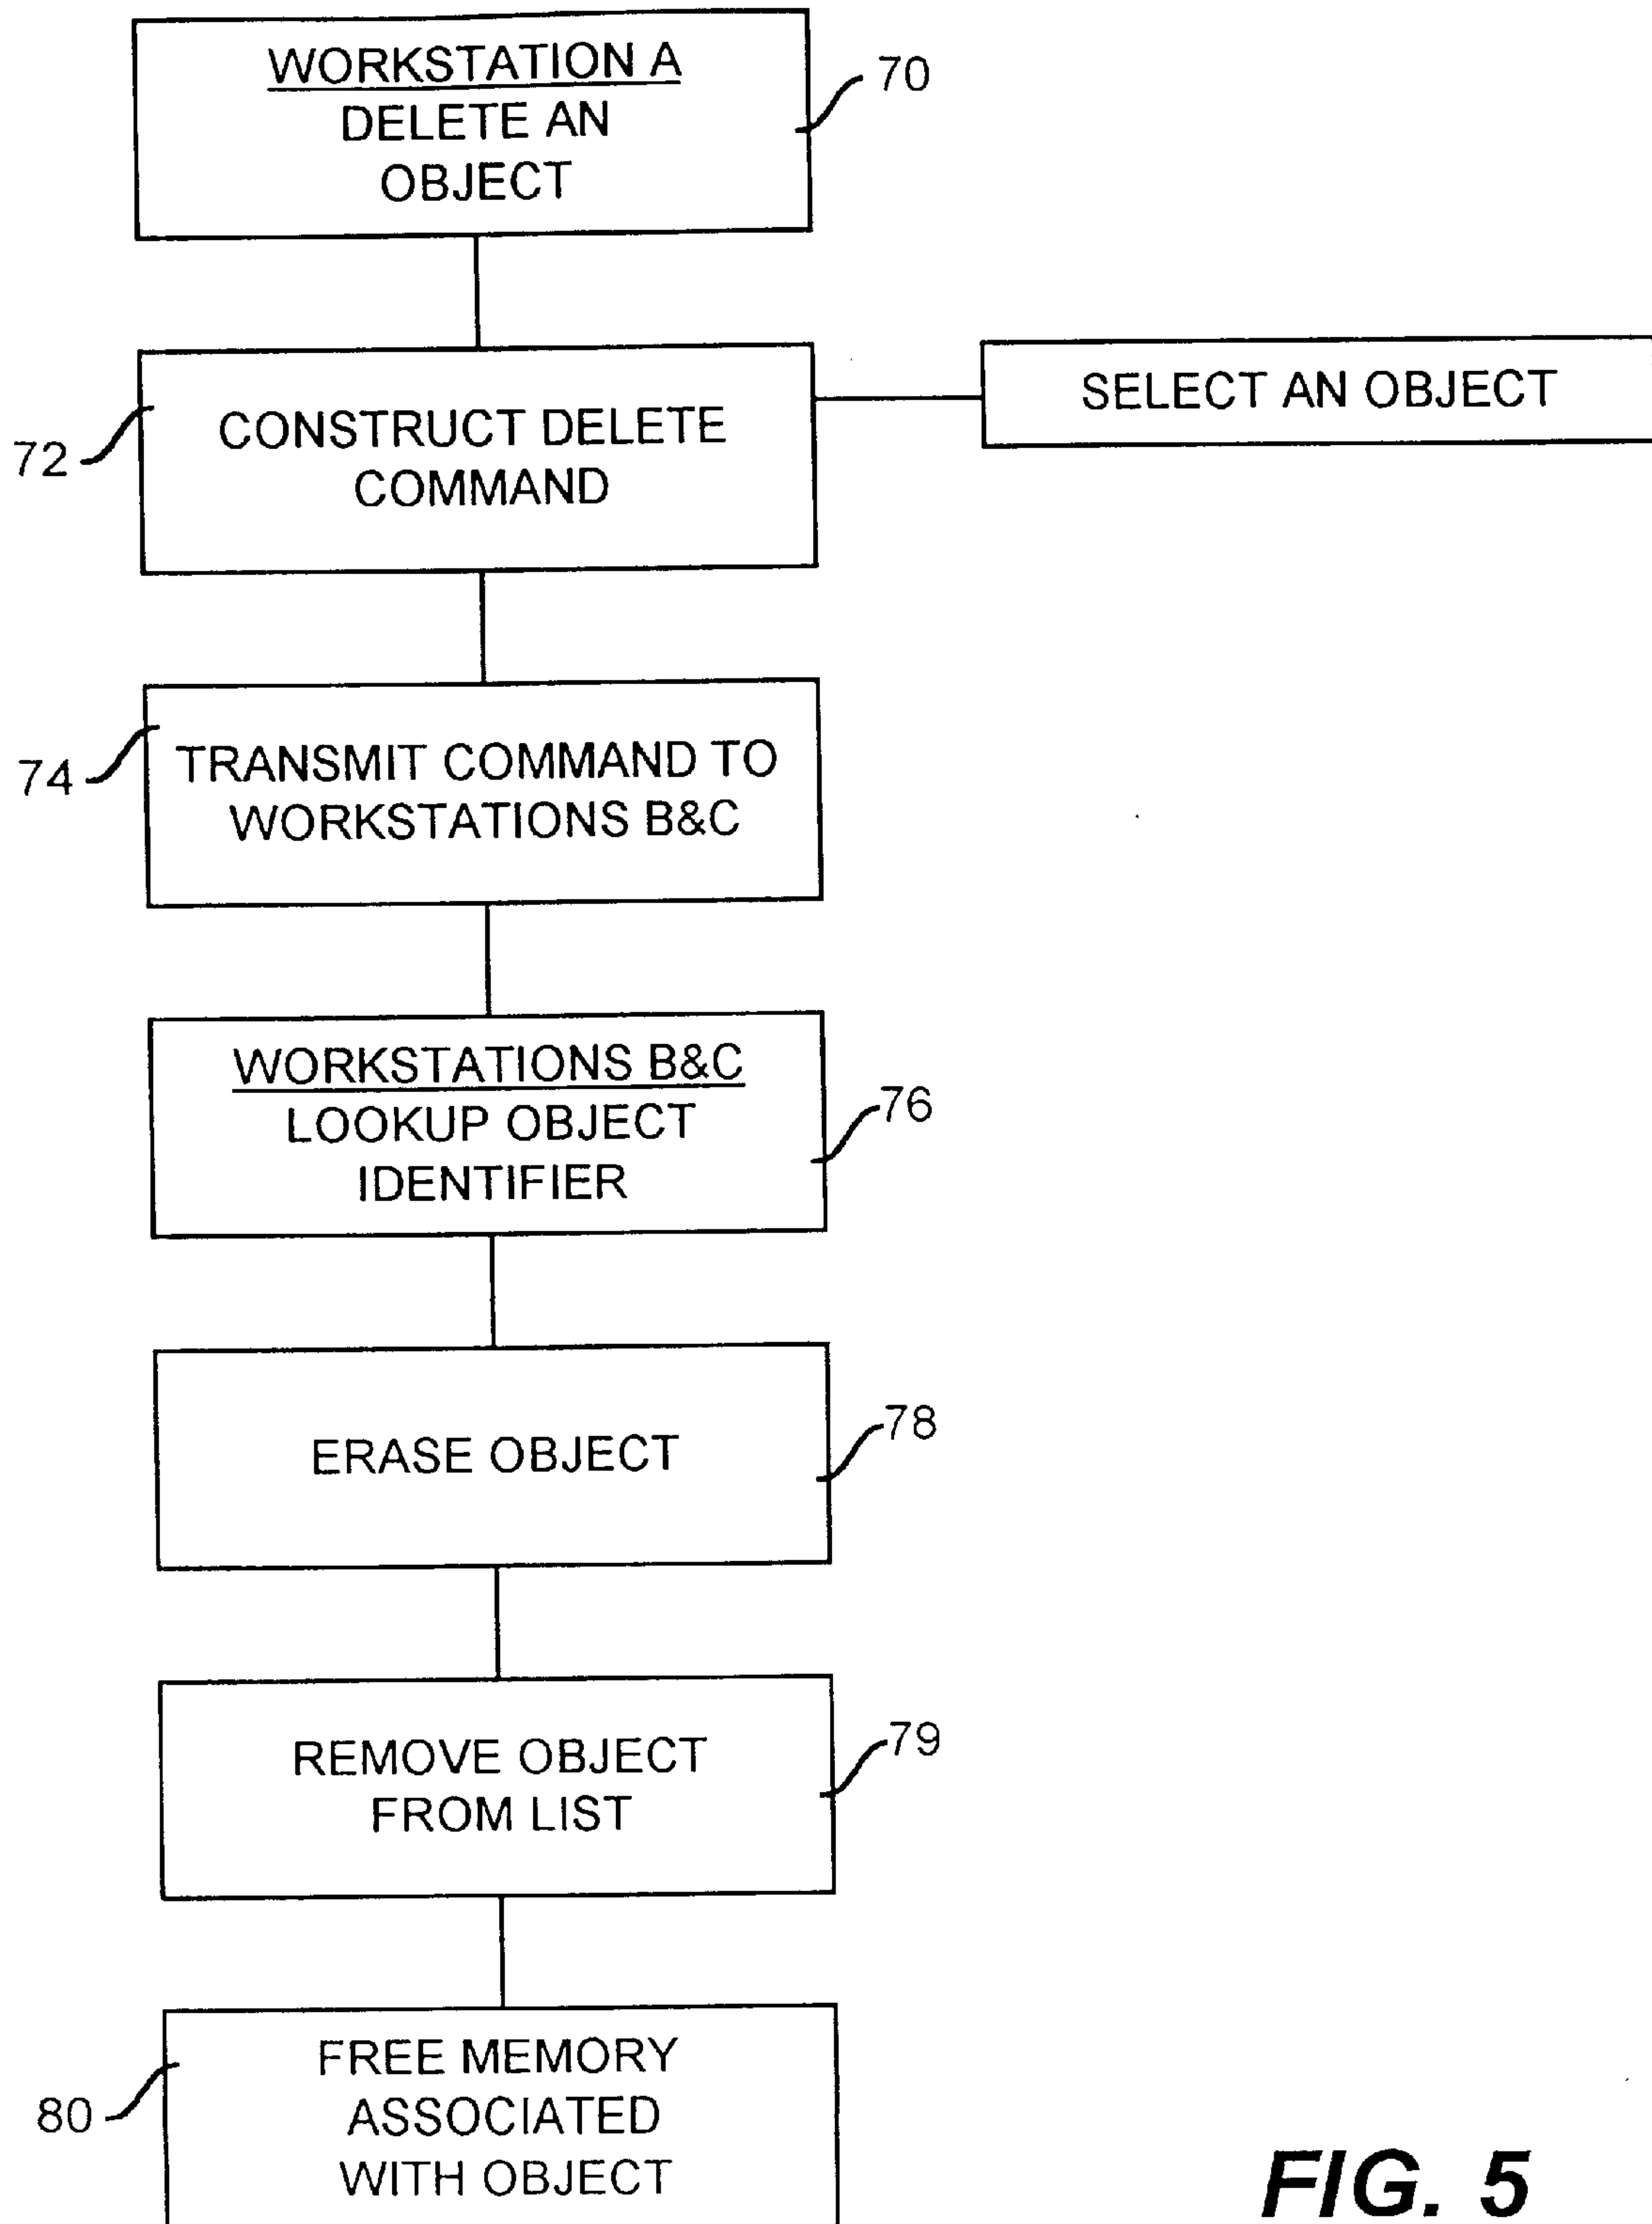 WORKSTATION A
DELETE AN
OBJECT
70
CONSTRUCT DELETE
COMMAND
72
SELECT AN OBJECT
TRANSMIT COMMAND TO
WORKSTATIONS B&C
74
WORKSTATIONS B&C
LOOKUP OBJECT
IDENTIFIER
76
ERASE OBJECT
78
REMOVE OBJECT
FROM LIST
79
FREE MEMORY
ASSOCIATED
WITH OBJECT
80
FIG. 5